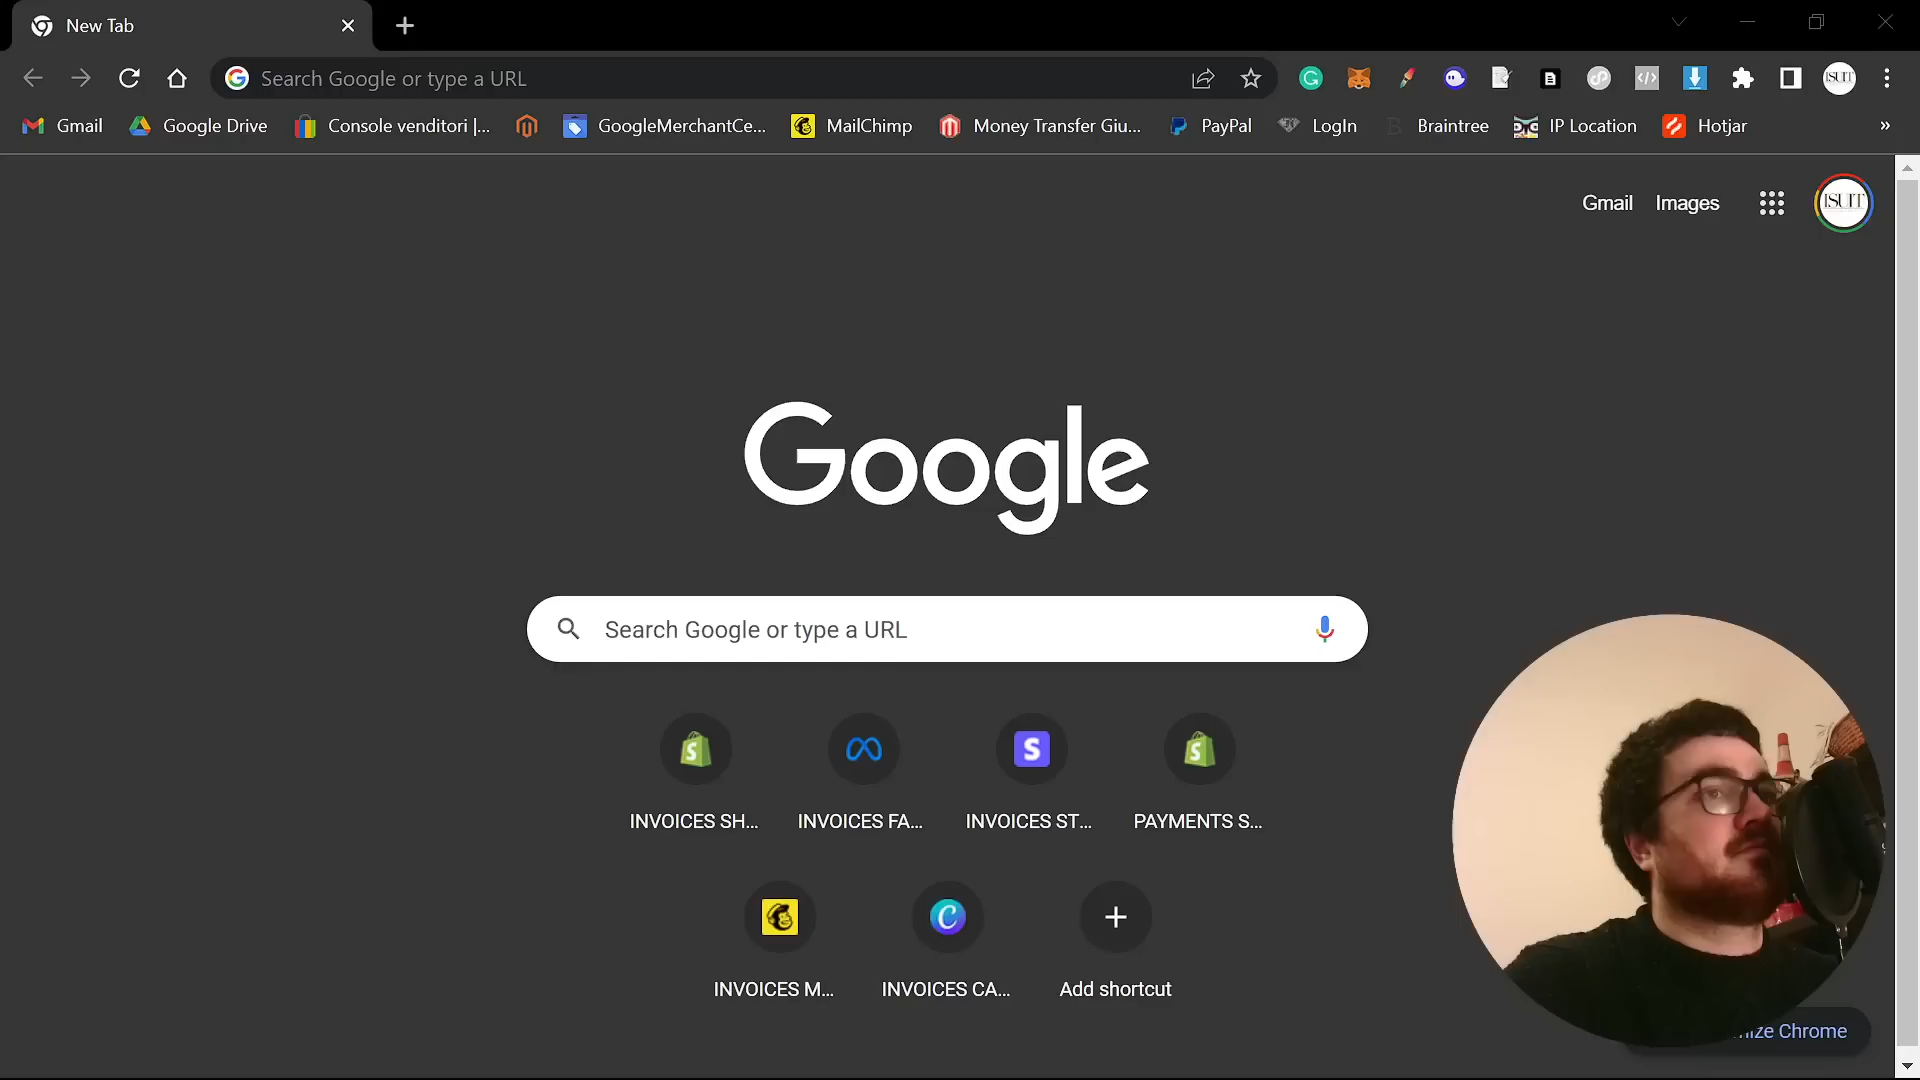 New Tab
Search Google or type a URL
Gmail
Google Drive
Console venditori |...
GoogleMerchantCe...
MailChimp
Money Transfer Giu...
PayPal
LogIn
Braintree
IP Location
Hotjar
»
Gmail
Images
ISUIT
Google
Search Google or type a URL
INVOICES SH...
INVOICES FA...
INVOICES ST...
PAYMENTS S...
INVOICES M...
INVOICES CA...
Add shortcut
Chrome